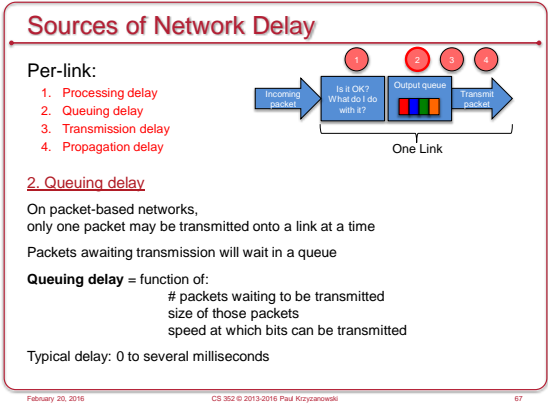 Sources of Network Delay
Per-link:
1. Processing delay
2. Queuing delay
3. Transmission delay
4. Propagation delay
1
2
3
4
Incoming
packet
Is it OK?
What do I do
with it?
Output queue
Transmit
packet
One Link
2. Queuing delay
On packet-based networks,
only one packet may be transmitted onto a link at a time
Packets awaiting transmission will wait in a queue
Queuing delay = function of:
# packets waiting to be transmitted
size of those packets
speed at which bits can be transmitted
Typical delay: 0 to several milliseconds
February 20, 2016
CS 352 © 2013-2016 Paul Krzyzanowski
67